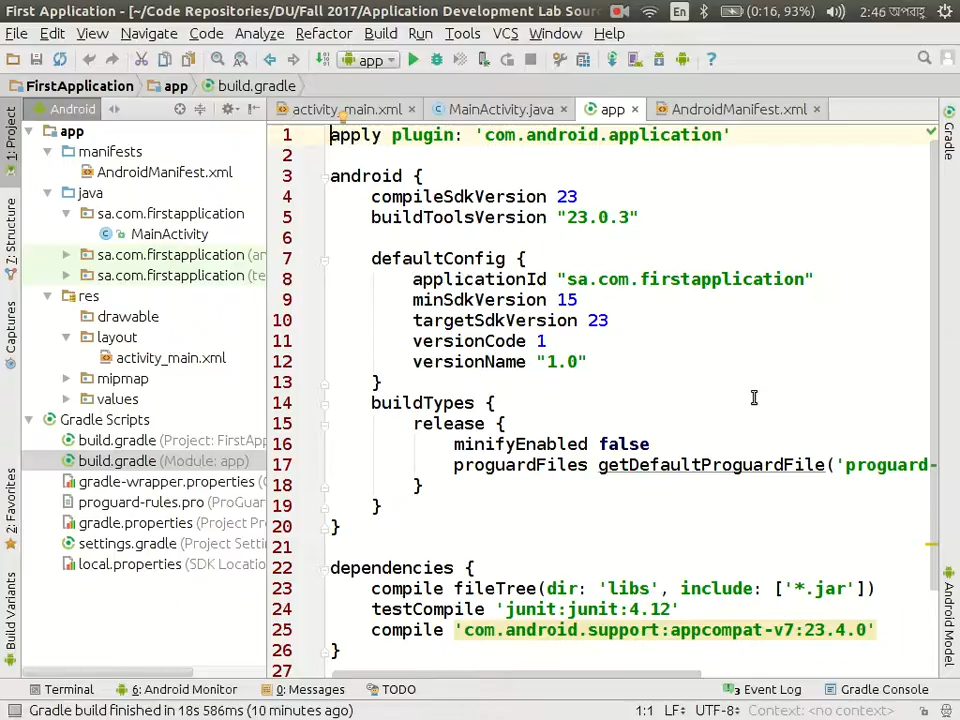 First Application - [~/Code Repositories/DU/Fall 2017/Application Development Lab Sour
En (0:16, 93%) 2:46 অপরাহ্ণ
File Edit View Navigate Code Analyze Refactor Build Run Tools VCS Window Help
app
FirstApplication app build.gradle
Android activity_main.xml MainActivity.java app AndroidManifest.xml
1: Project
7: Structure
Captures
2: Favorites
Build Variants
app
manifests
AndroidManifest.xml
java
sa.com.firstapplication
MainActivity
sa.com.firstapplication (an
sa.com.firstapplication (te
res
drawable
layout
activity_main.xml
mipmap
values
Gradle Scripts
build.gradle (Project: FirstApp
build.gradle (Module: app)
gradle-wrapper.properties (
proguard-rules.pro (ProGuar
gradle.properties (Project Pr
settings.gradle (Project Setti
local.properties (SDK Locatio
1 apply plugin: 'com.android.application'
2
3 android {
4 compileSdkVersion 23
5 buildToolsVersion "23.0.3"
6
7 defaultConfig {
8 applicationId "sa.com.firstapplication"
9 minSdkVersion 15
10 targetSdkVersion 23
11 versionCode 1
12 versionName "1.0"
13 }
14 buildTypes {
15 release {
16 minifyEnabled false
17 proguardFiles getDefaultProguardFile('proguard-
18 }
19 }
20 }
21
22 dependencies {
23 compile fileTree(dir: 'libs', include: ['*.jar'])
24 testCompile 'junit:junit:4.12'
25 compile 'com.android.support:appcompat-v7:23.4.0'
26 }
27
Gradle
Android Model
Terminal 6: Android Monitor 0: Messages TODO 3 Event Log Gradle Console
Gradle build finished in 18s 586ms (10 minutes ago) 1:1 LF÷ UTF-8÷ Context: <no context>